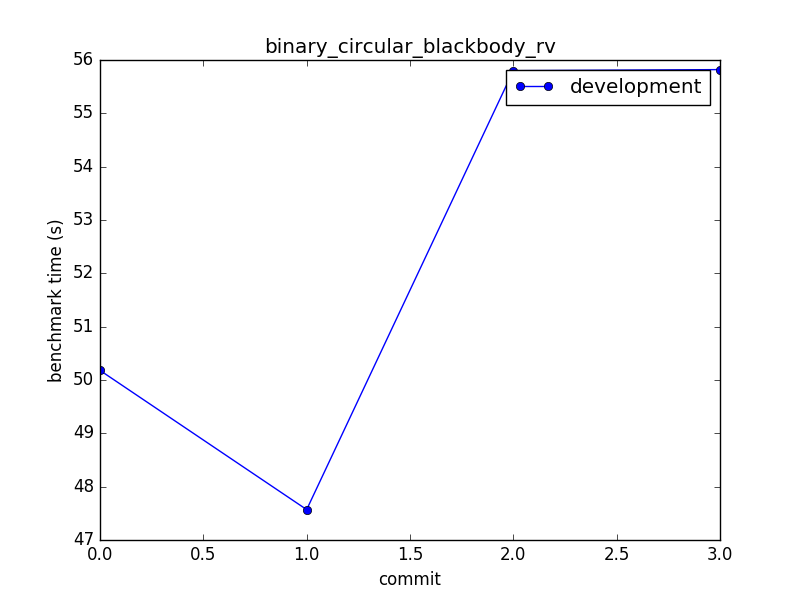 binary_circular_blackbody_rv
development
benchmark time (s)
56
55
54
53
52
51
50
49
48
47
0.0 0.5 1.0 1.5 2.0 2.5 3.0
commit